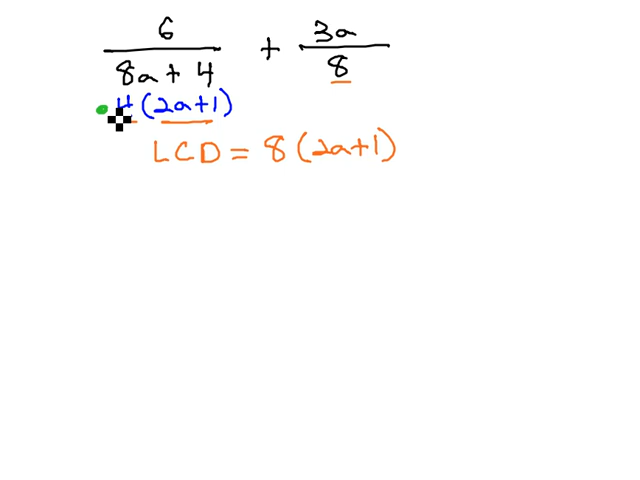 6/(8a + 4) + 3a/8
4(2a+1)
LCD = 8(2a+1)